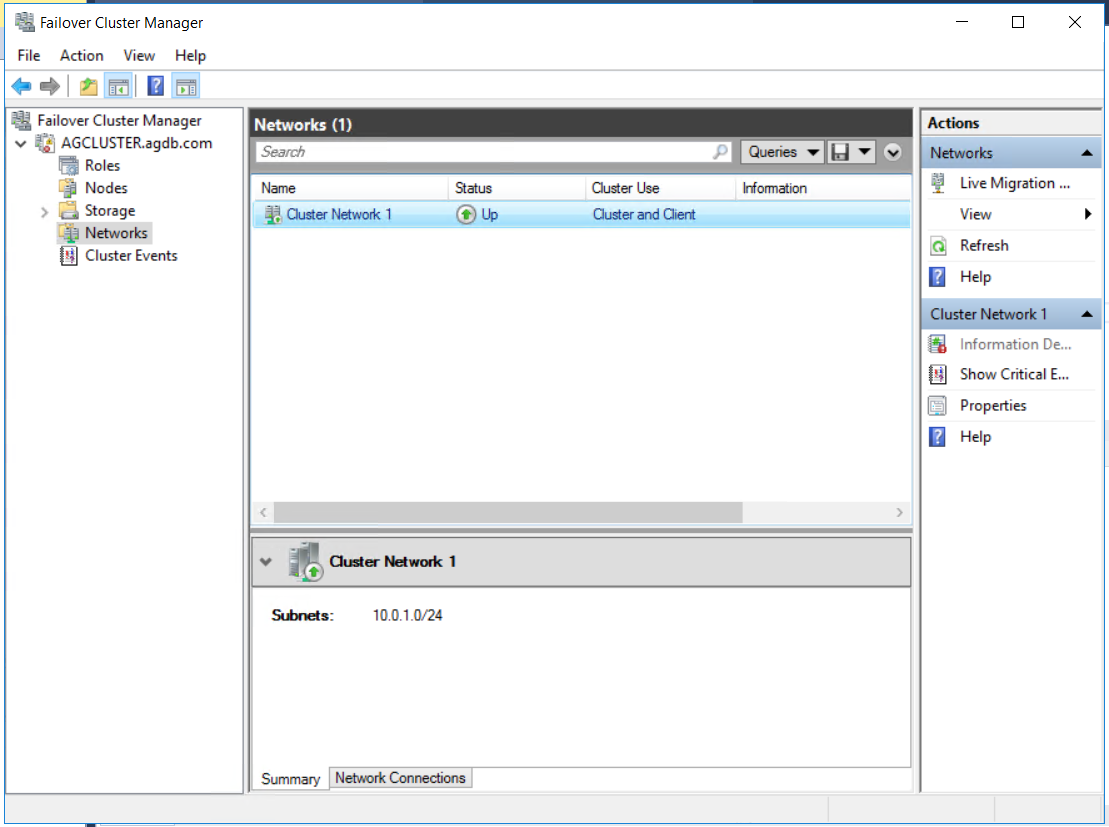 Failover Cluster Manager
File Action View Help
Failover Cluster Manager
AGCLUSTER.agdb.com
Roles
Nodes
Storage
Networks
Cluster Events
Networks (1)
Search
Queries
Name Status Cluster Use Information
Cluster Network 1 Up Cluster and Client
Cluster Network 1
Subnets: 10.0.1.0/24
Summary Network Connections
Actions
Networks
Live Migration ...
View
Refresh
Help
Cluster Network 1
Information De...
Show Critical E...
Properties
Help